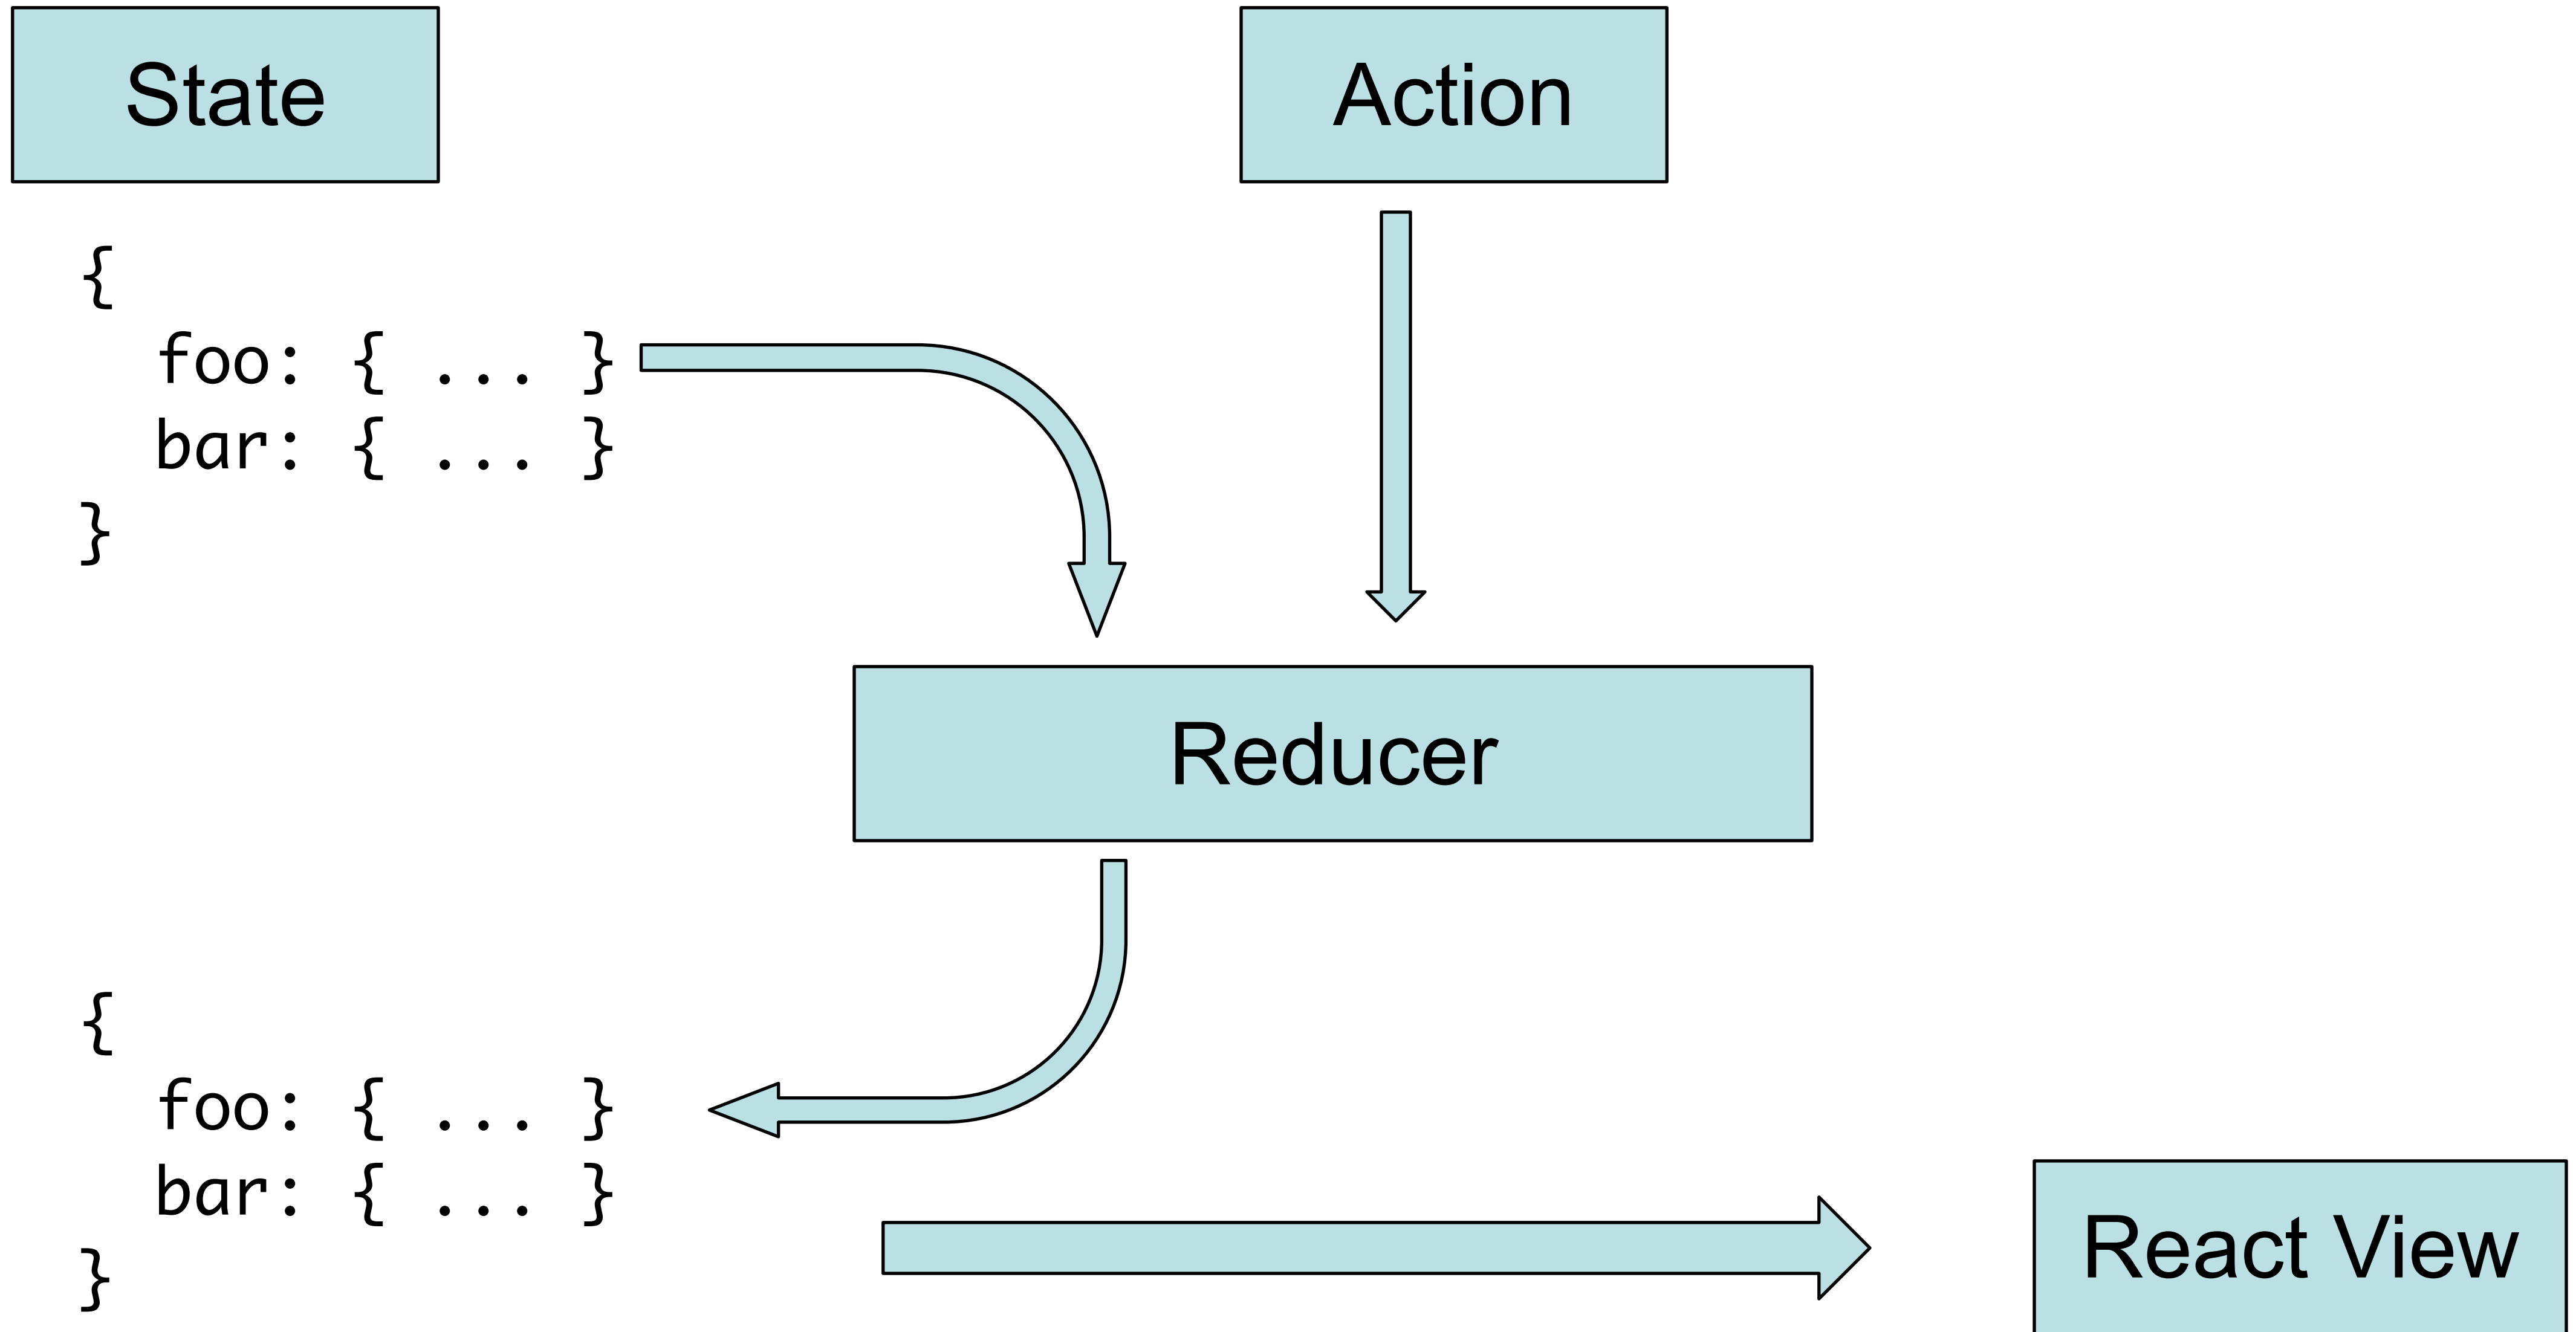 State
Action
{
foo: { ... }
bar: { ... }
}
Reducer
{
foo: { ... }
bar: { ... }
}
React View